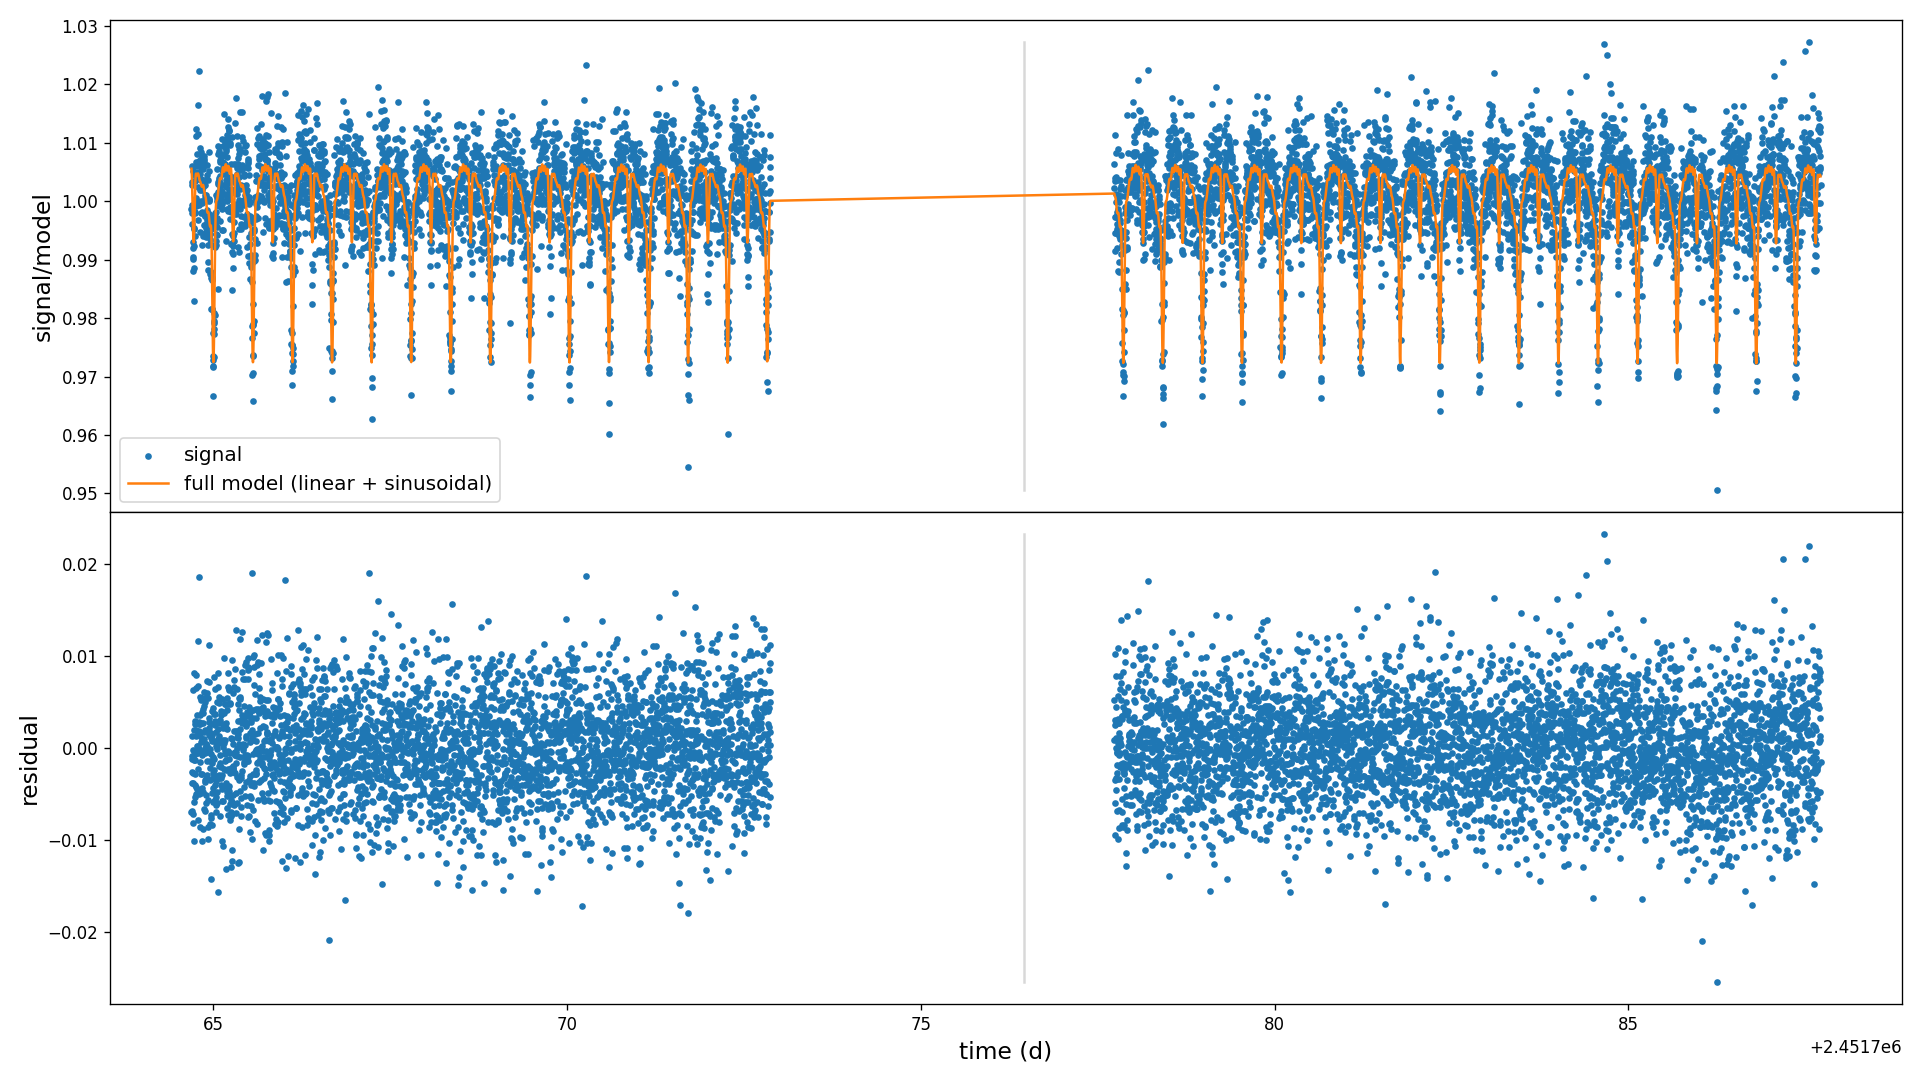 1.03
1.02
1.01
1.00
0.99
0.98
0.97
0.96
0.95
signal/model
signal
full model (linear + sinusoidal)
0.02
0.01
0.00
−0.01
−0.02
residual
65 70 75 80 85
time (d)
+2.4517e6